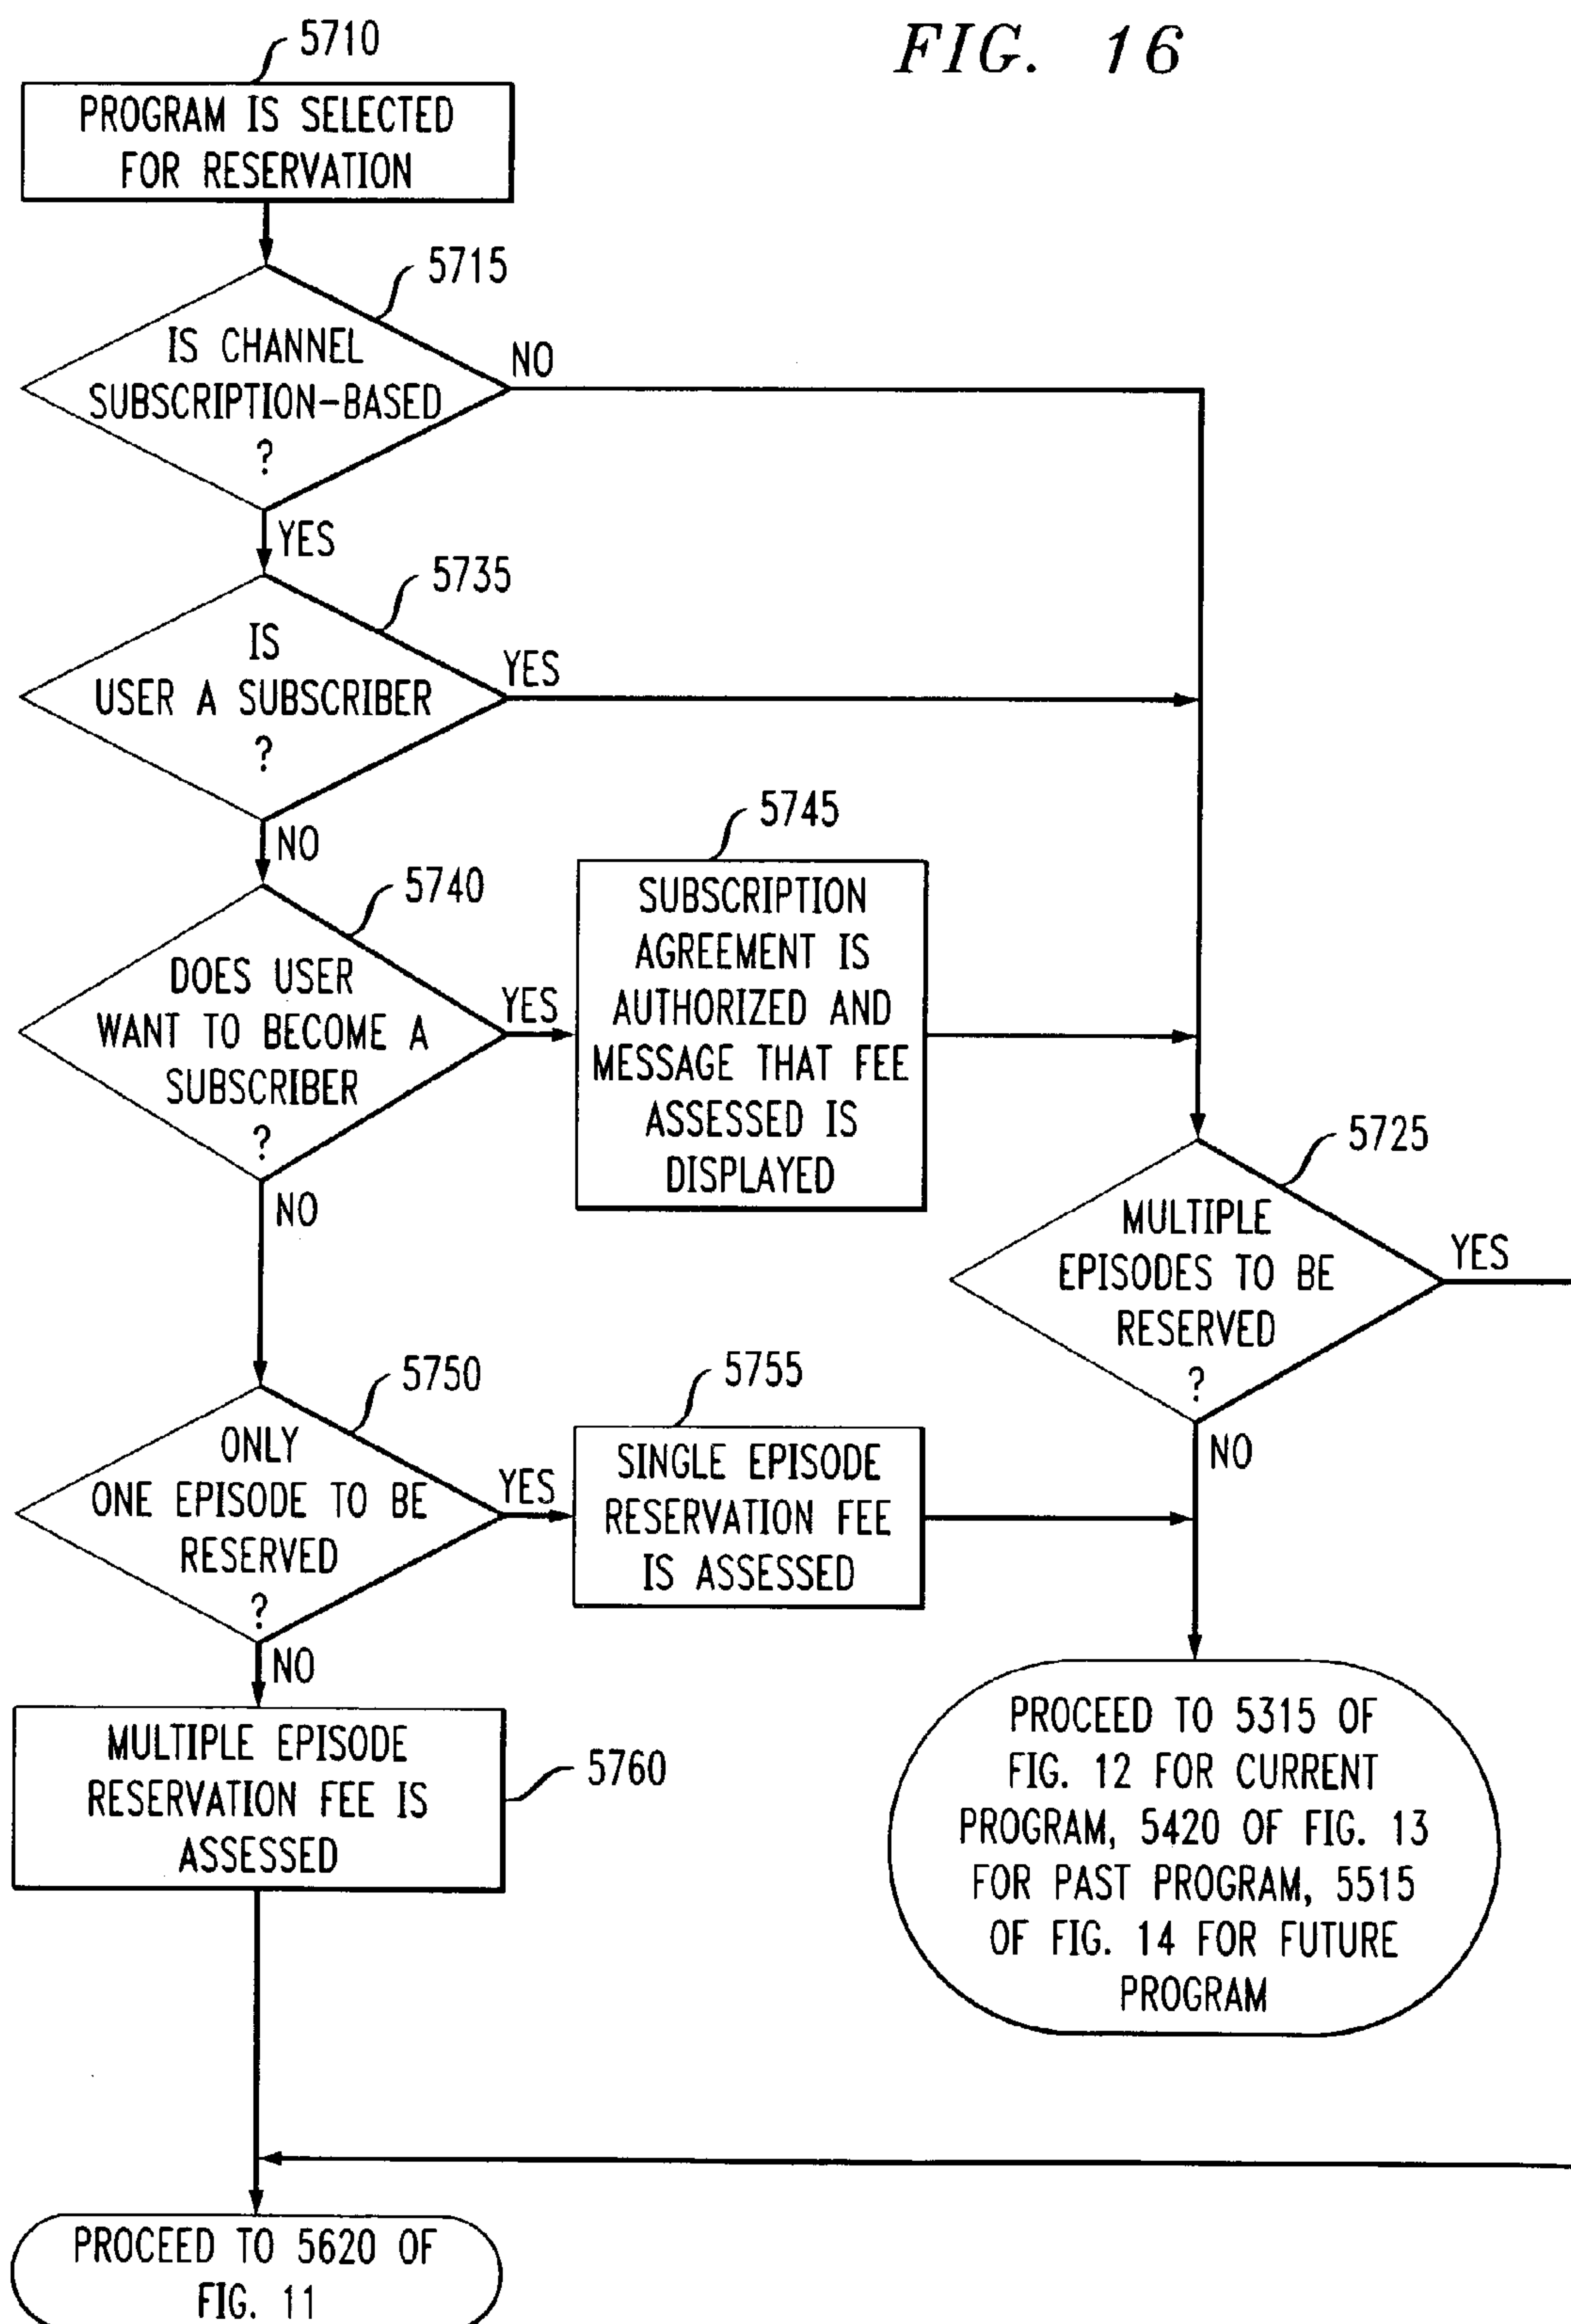 FIG. 16
5710
PROGRAM IS SELECTED
FOR RESERVATION
5715
IS CHANNEL
SUBSCRIPTION-BASED
?
NO
YES
5735
IS
USER A SUBSCRIBER
?
YES
NO
5740
DOES USER
WANT TO BECOME A
SUBSCRIBER
?
YES
NO
5745
SUBSCRIPTION
AGREEMENT IS
AUTHORIZED AND
MESSAGE THAT FEE
ASSESSED IS
DISPLAYED
5725
MULTIPLE
EPISODES TO BE
RESERVED
?
YES
NO
5750
ONLY
ONE EPISODE TO BE
RESERVED
?
YES
NO
5755
SINGLE EPISODE
RESERVATION FEE
IS ASSESSED
MULTIPLE EPISODE
RESERVATION FEE IS
ASSESSED
5760
PROCEED TO 5315 OF
FIG. 12 FOR CURRENT
PROGRAM, 5420 OF FIG. 13
FOR PAST PROGRAM, 5515
OF FIG. 14 FOR FUTURE
PROGRAM
PROCEED TO 5620 OF
FIG. 11